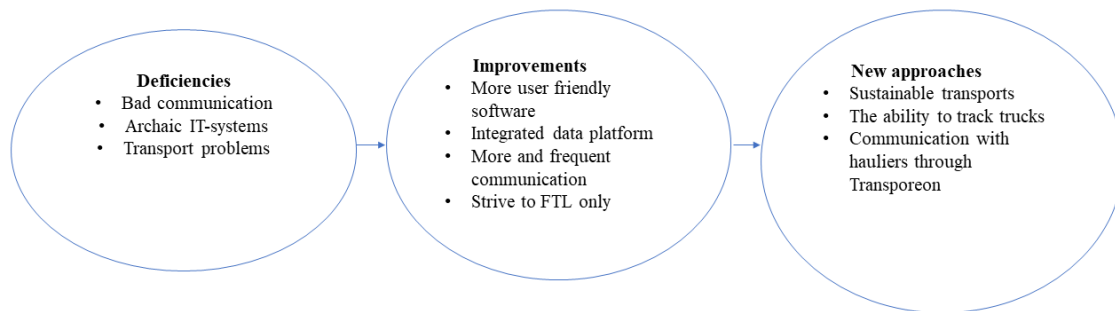 Deficiencies
• Bad communication
• Archaic IT-systems
• Transport problems
Improvements
• More user friendly
software
• Integrated data platform
• More and frequent
communication
• Strive to FTL only
New approaches
• Sustainable transports
• The ability to track trucks
• Communication with
hauliers through
Transporeon